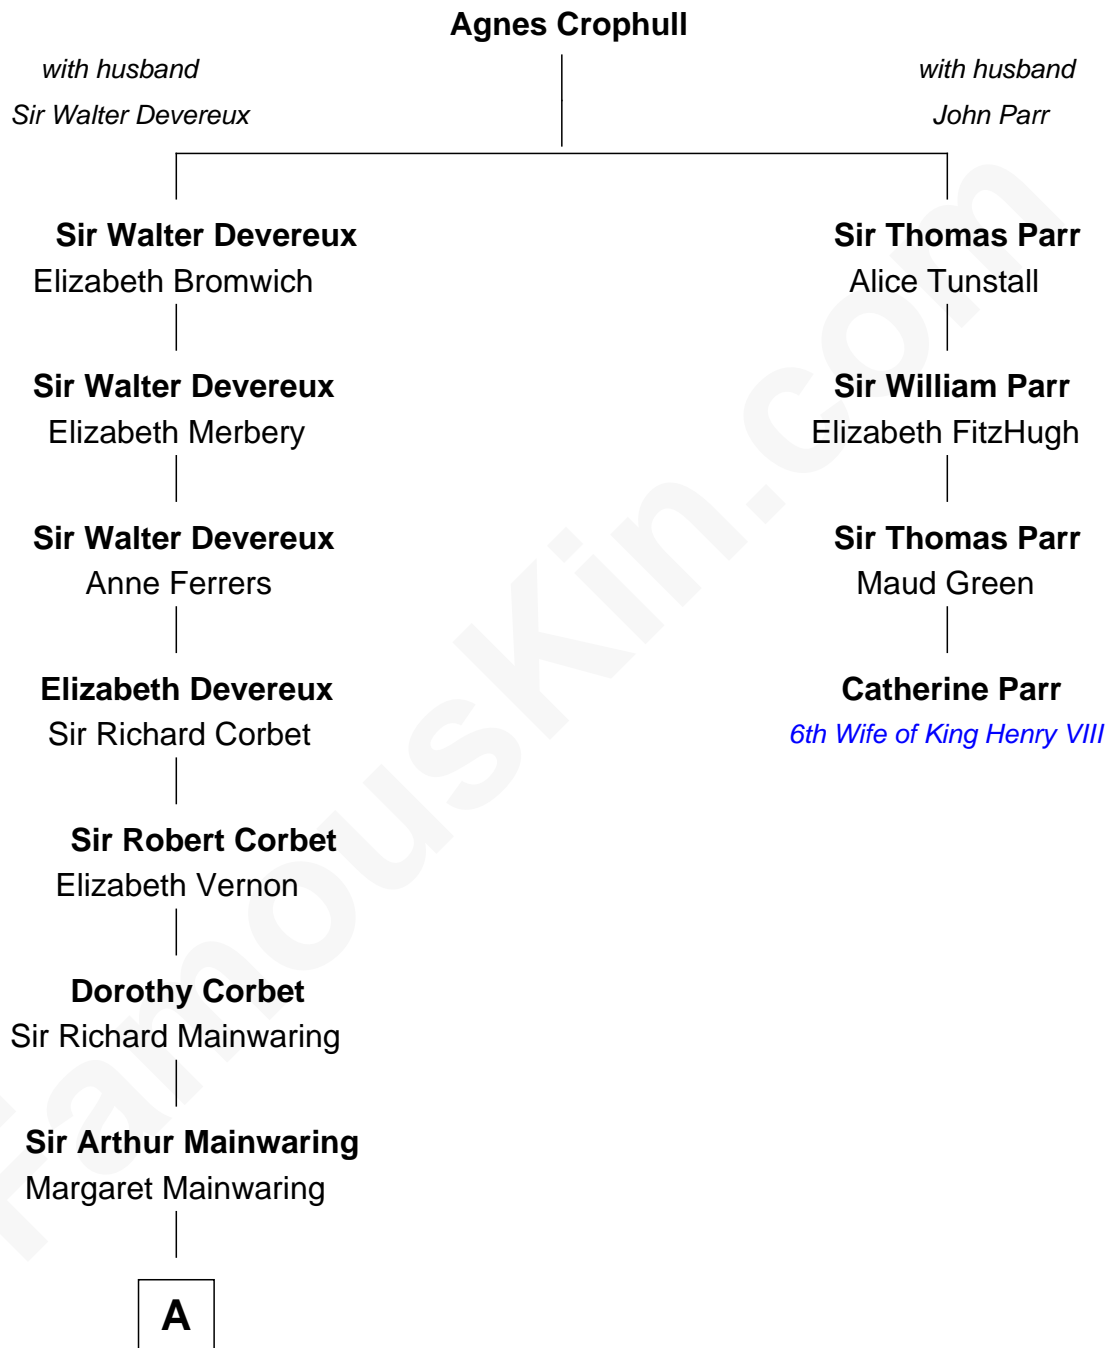 Agnes Crophull
with husband
Sir Walter Devereux
with husband
John Parr
Sir Walter Devereux
Elizabeth Bromwich
Sir Thomas Parr
Alice Tunstall
Sir Walter Devereux
Elizabeth Merbery
Sir William Parr
Elizabeth FitzHugh
Sir Walter Devereux
Anne Ferrers
Sir Thomas Parr
Maud Green
Elizabeth Devereux
Sir Richard Corbet
Catherine Parr
6th Wife of King Henry VIII
Sir Robert Corbet
Elizabeth Vernon
Dorothy Corbet
Sir Richard Mainwaring
Sir Arthur Mainwaring
Margaret Mainwaring
A
FamousKin.com